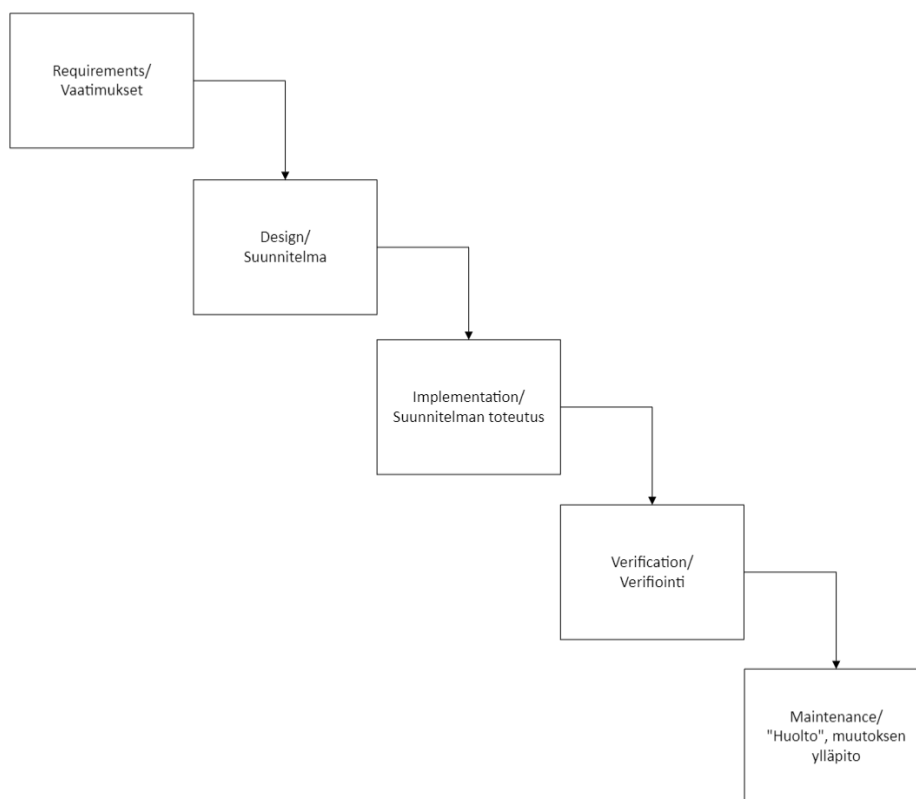 Requirements/
Vaatimukset
Design/
Suunnitelma
Implementation/
Suunnitelman toteutus
Verification/
Verifiointi
Maintenance/
"Huolto", muutoksen
ylläpito